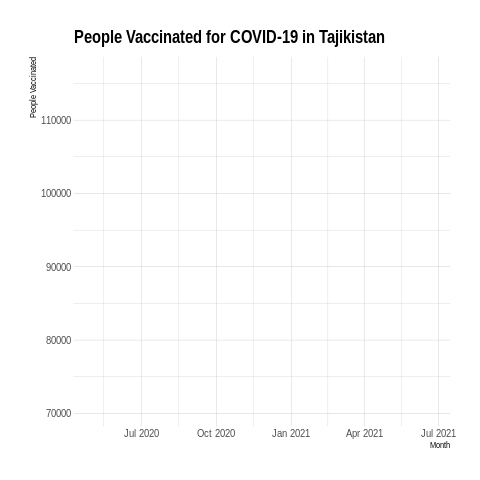 People Vaccinated for COVID-19 in Tajikistan
People Vaccinated
110000
100000
90000
80000
70000
Jul 2020
Oct 2020
Jan 2021
Apr 2021
Jul 2021
Month